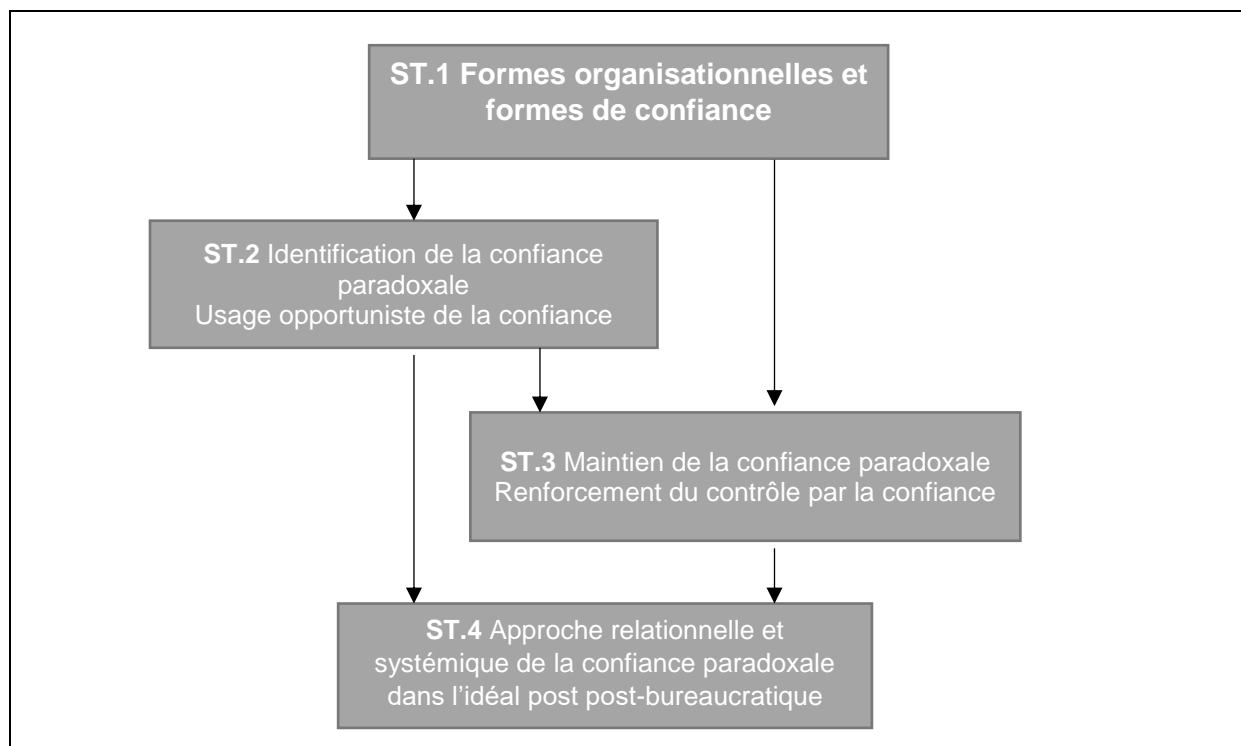 ST.1 Formes organisationnelles et
formes de confiance
ST.2 Identification de la confiance
paradoxale
Usage opportuniste de la confiance
ST.3 Maintien de la confiance paradoxale
Renforcement du contrôle par la confiance
ST.4 Approche relationnelle et
systémique de la confiance paradoxale
dans l’idéal post post-bureaucratique